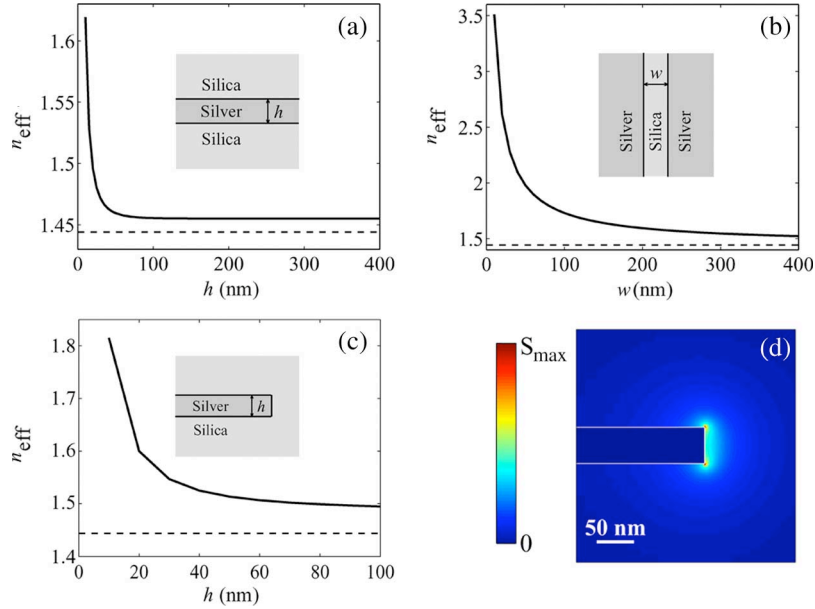 (a)
1.6
1.55
1.5
1.45
n_eff
0 100 200 300 400
h (nm)
Silica
Silver h
Silica
(b)
3.5
3
2.5
2
1.5
n_eff
0 100 200 300 400
w(nm)
w
Silver Silica Silver
(c)
1.8
1.7
1.6
1.5
1.4
n_eff
0 20 40 60 80 100
h (nm)
Silver h
Silica
(d)
S_max
0
50 nm